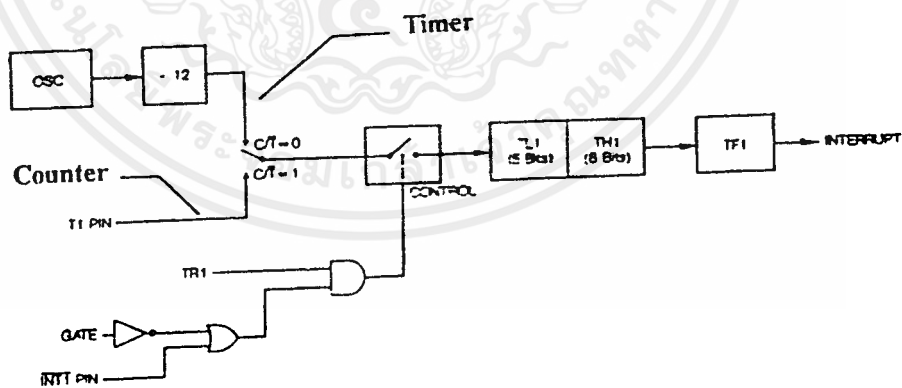 Timer
OSC
÷ 12
C/T̅ = 0
C/T̅ = 1
Counter
T1 PIN
CONTROL
TL1
(5 Bits)
TH1
(8 Bits)
TF1
INTERRUPT
TR1
GATE
I̅N̅T̅1̅ PIN